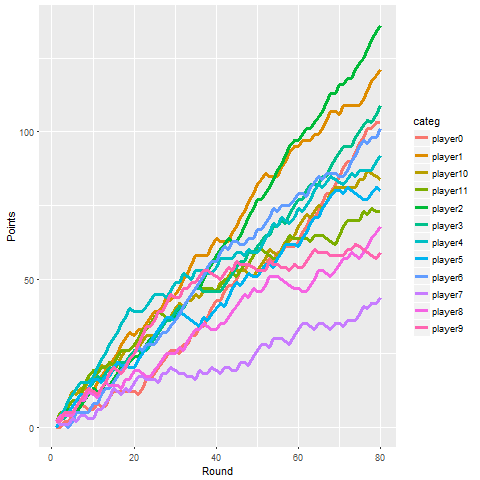 categ
player0
player1
player10
player11
player2
player3
player4
player5
player6
player7
player8
player9
100
50
0
Points
0
20
40
60
80
Round